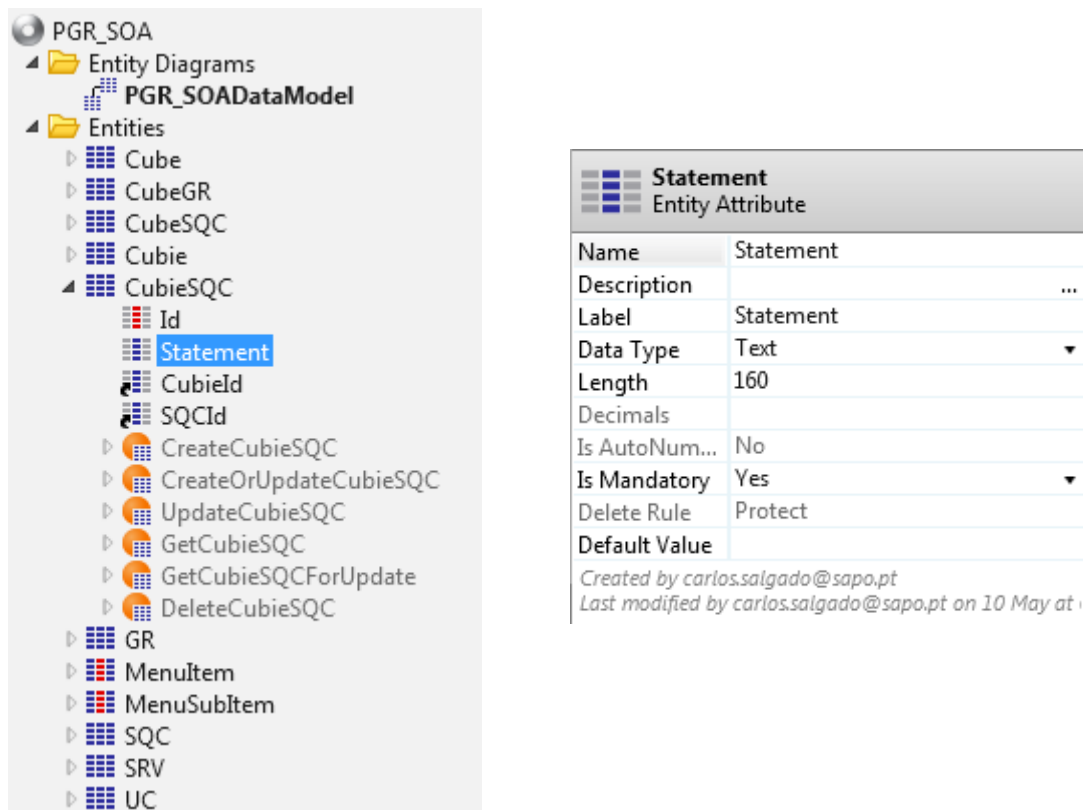 PGR_SOA
Entity Diagrams
PGR_SOADataModel
Entities
Cube
CubeGR
CubeSQC
Cubie
CubieSQC
Id
Statement
CubieId
SQCId
CreateCubieSQC
CreateOrUpdateCubieSQC
UpdateCubieSQC
GetCubieSQC
GetCubieSQCForUpdate
DeleteCubieSQC
GR
MenuItem
MenuSubItem
SQC
SRV
UC
Statement
Entity Attribute
Name Statement
Description ...
Label Statement
Data Type Text
Length 160
Decimals
Is AutoNum... No
Is Mandatory Yes
Delete Rule Protect
Default Value
Created by carlos.salgado@sapo.pt
Last modified by carlos.salgado@sapo.pt on 10 May at